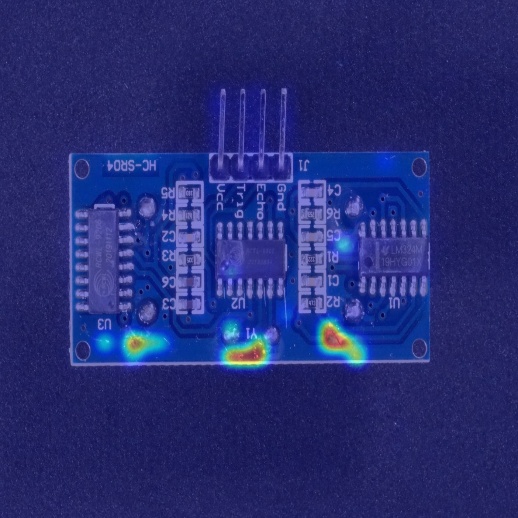 HC-SR04
J1
Vcc
Trig
Echo
Gnd
R5
R4
C2
R3
C6
C3
C4
R6
C5
R1
C1
R2
U3
U2
U1
Y1
LM324M